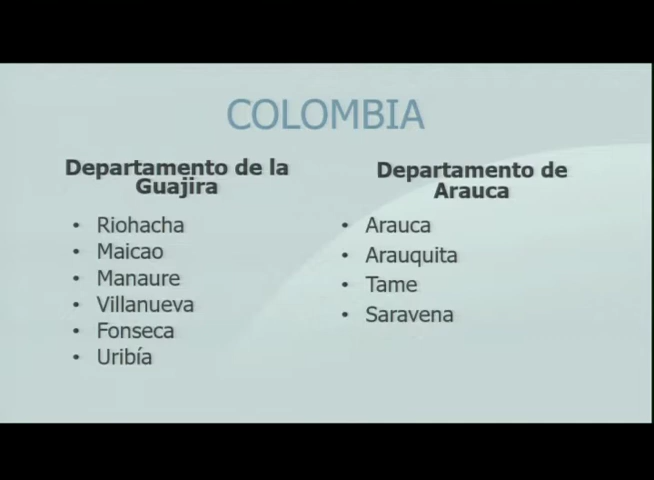 COLOMBIA
Departamento de la
Guajira
• Riohacha
• Maicao
• Manaure
• Villanueva
• Fonseca
• Uribía
Departamento de
Arauca
• Arauca
• Arauquita
• Tame
• Saravena